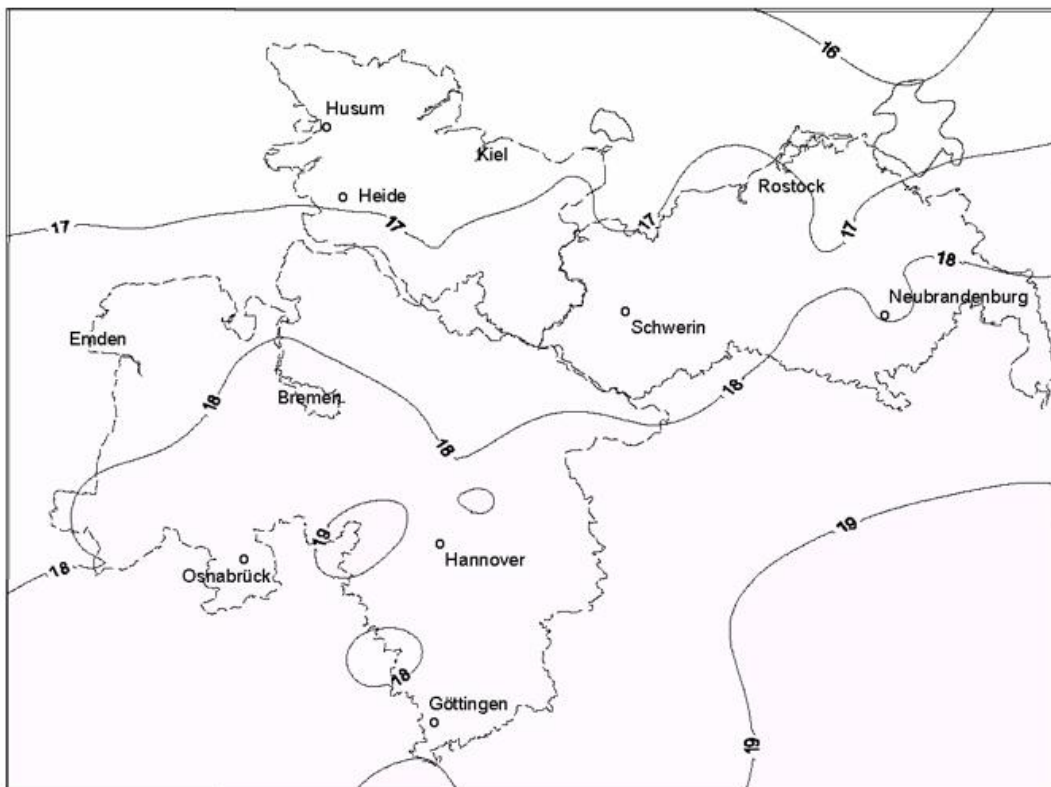 16
Husum
Kiel
Rostock
Heide
17
17
17
17
18
Neubrandenburg
Schwerin
Emden
Bremen
18
18
18
19
19
Hannover
18
Osnabrück
18
Göttingen
19